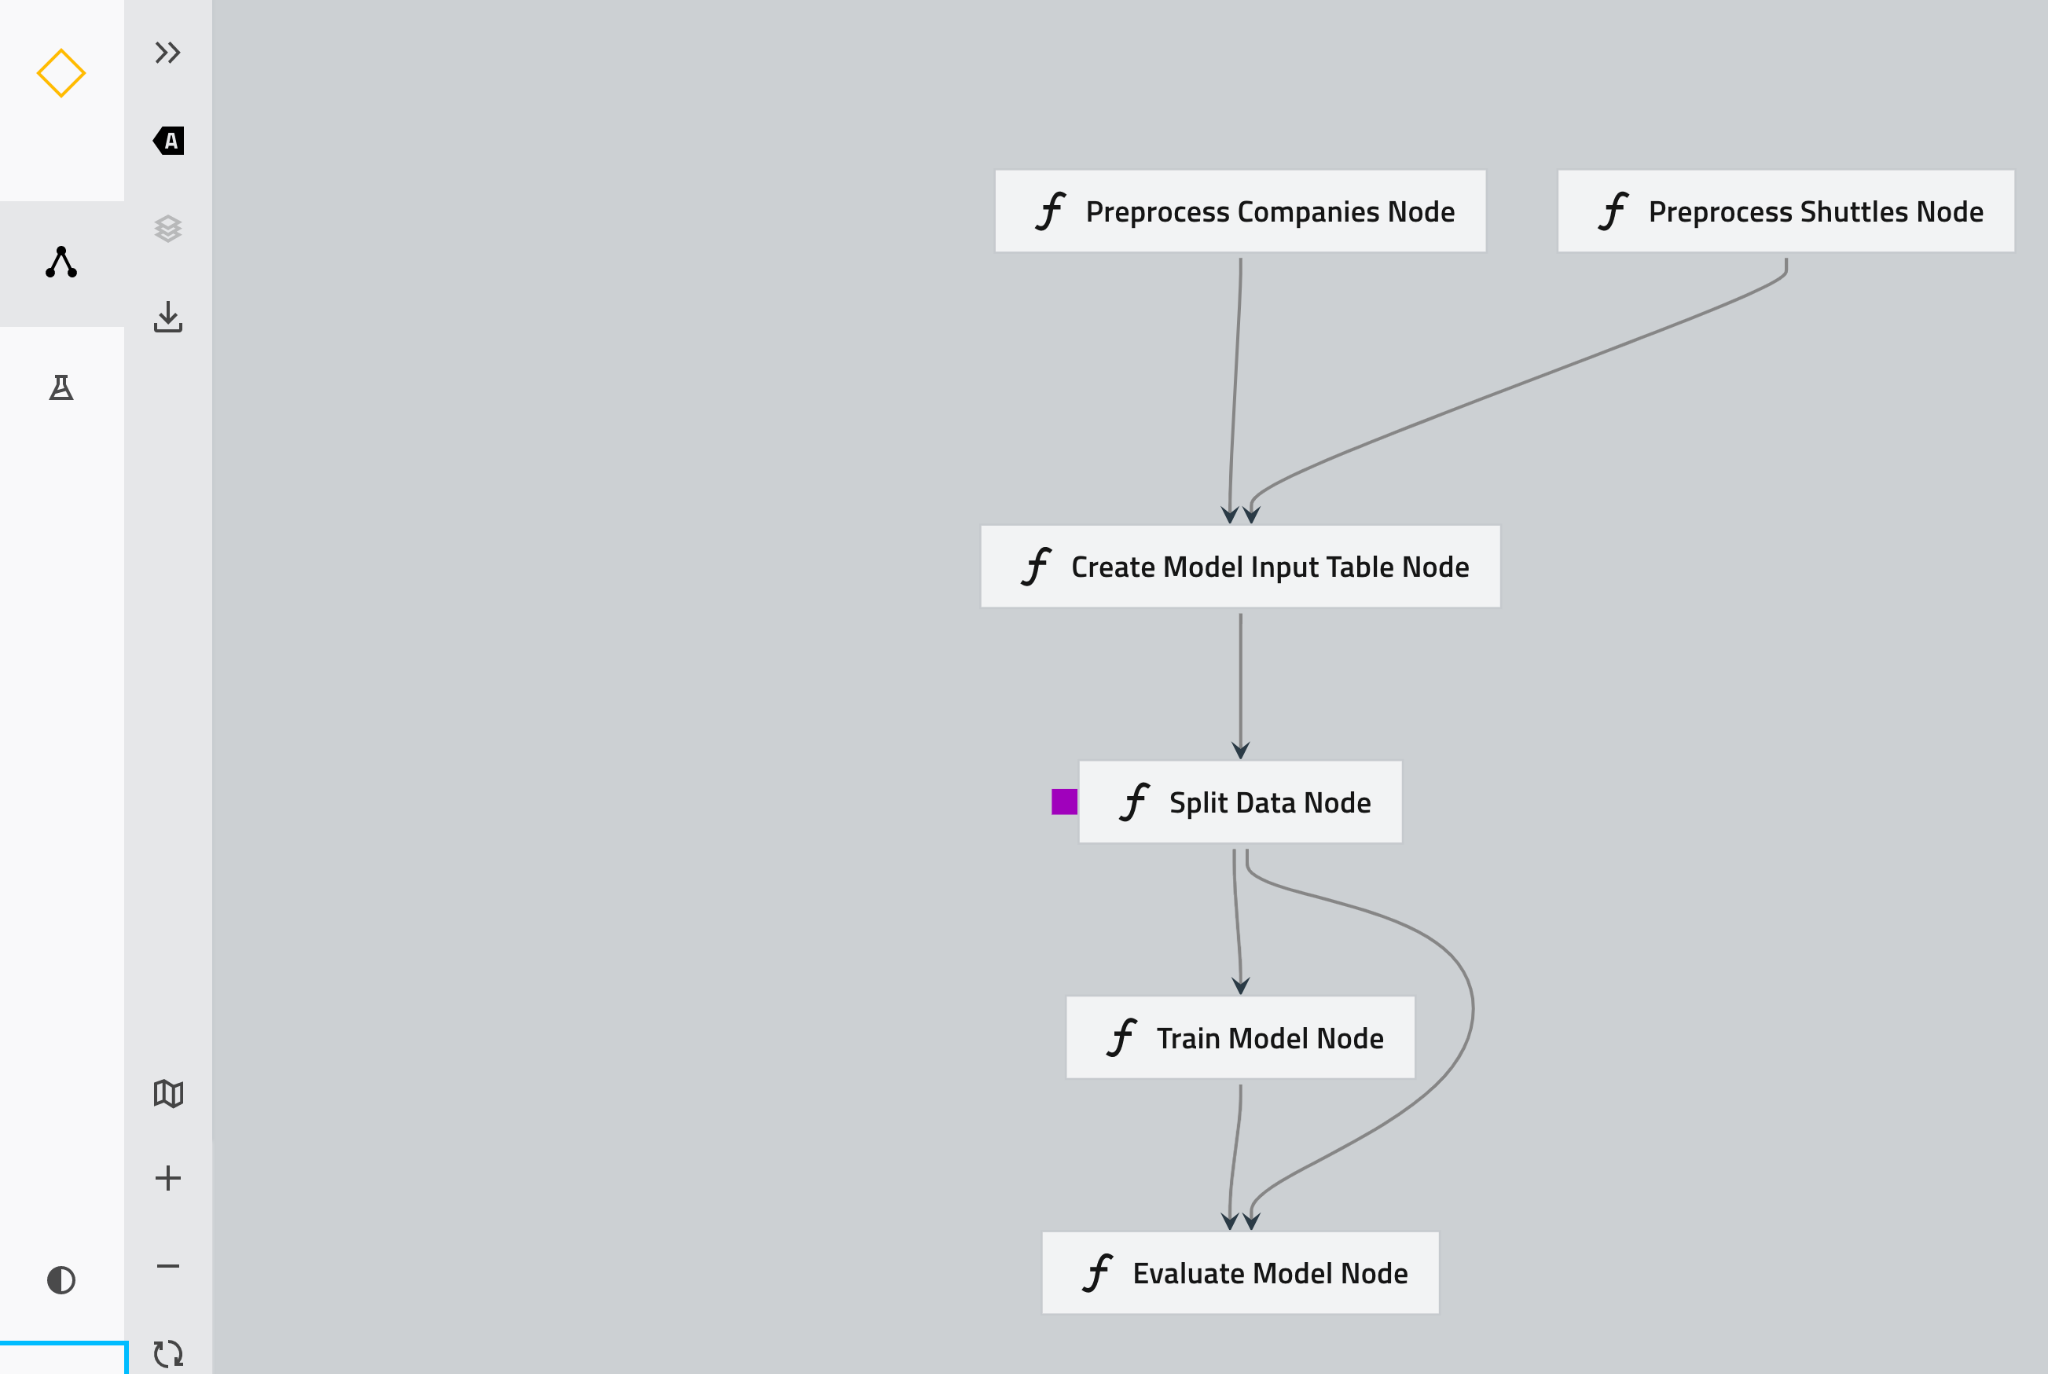 A
Preprocess Companies Node
Preprocess Shuttles Node
Create Model Input Table Node
Split Data Node
Train Model Node
Evaluate Model Node